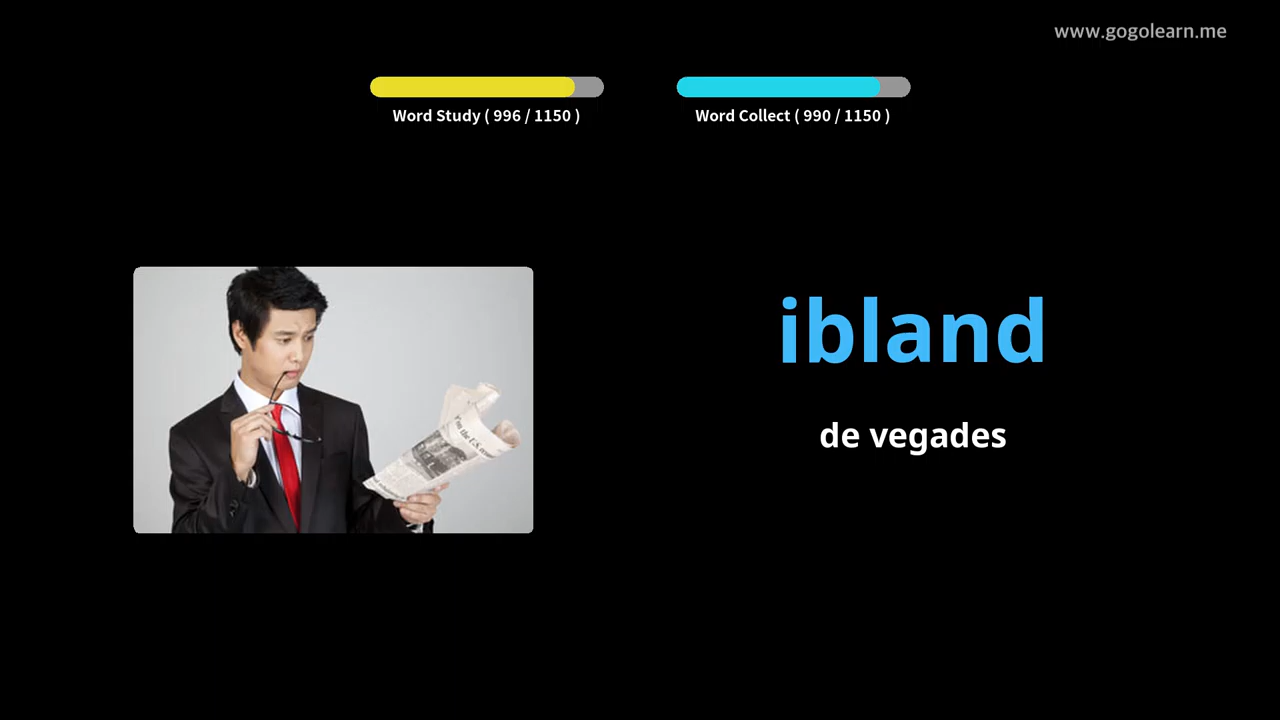 www.gogolearn.me
Word Study ( 996 / 1150 )
Word Collect ( 990 / 1150 )
ibland
de vegades